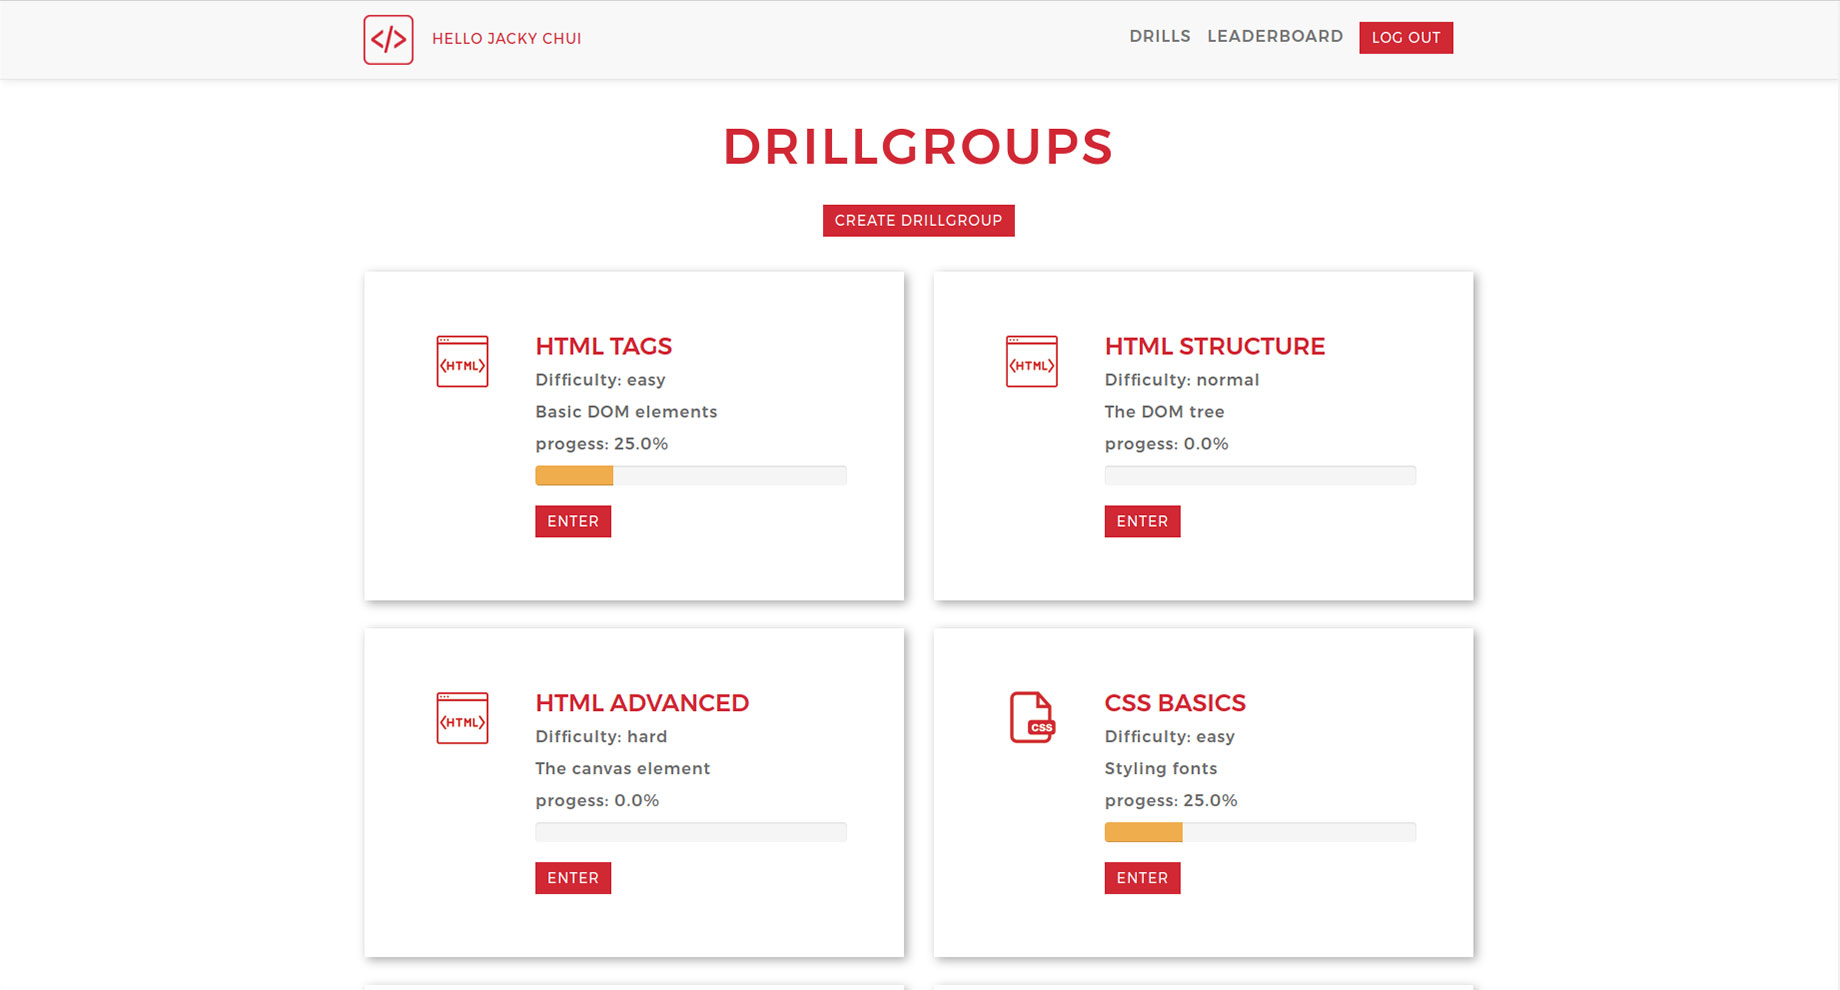 </>
HELLO JACKY CHUI
DRILLS LEADERBOARD LOG OUT
DRILLGROUPS
CREATE DRILLGROUP
<HTML>
HTML TAGS
Difficulty: easy
Basic DOM elements
progess: 25.0%
ENTER
<HTML>
HTML STRUCTURE
Difficulty: normal
The DOM tree
progess: 0.0%
ENTER
<HTML>
HTML ADVANCED
Difficulty: hard
The canvas element
progess: 0.0%
ENTER
CSS
CSS BASICS
Difficulty: easy
Styling fonts
progess: 25.0%
ENTER